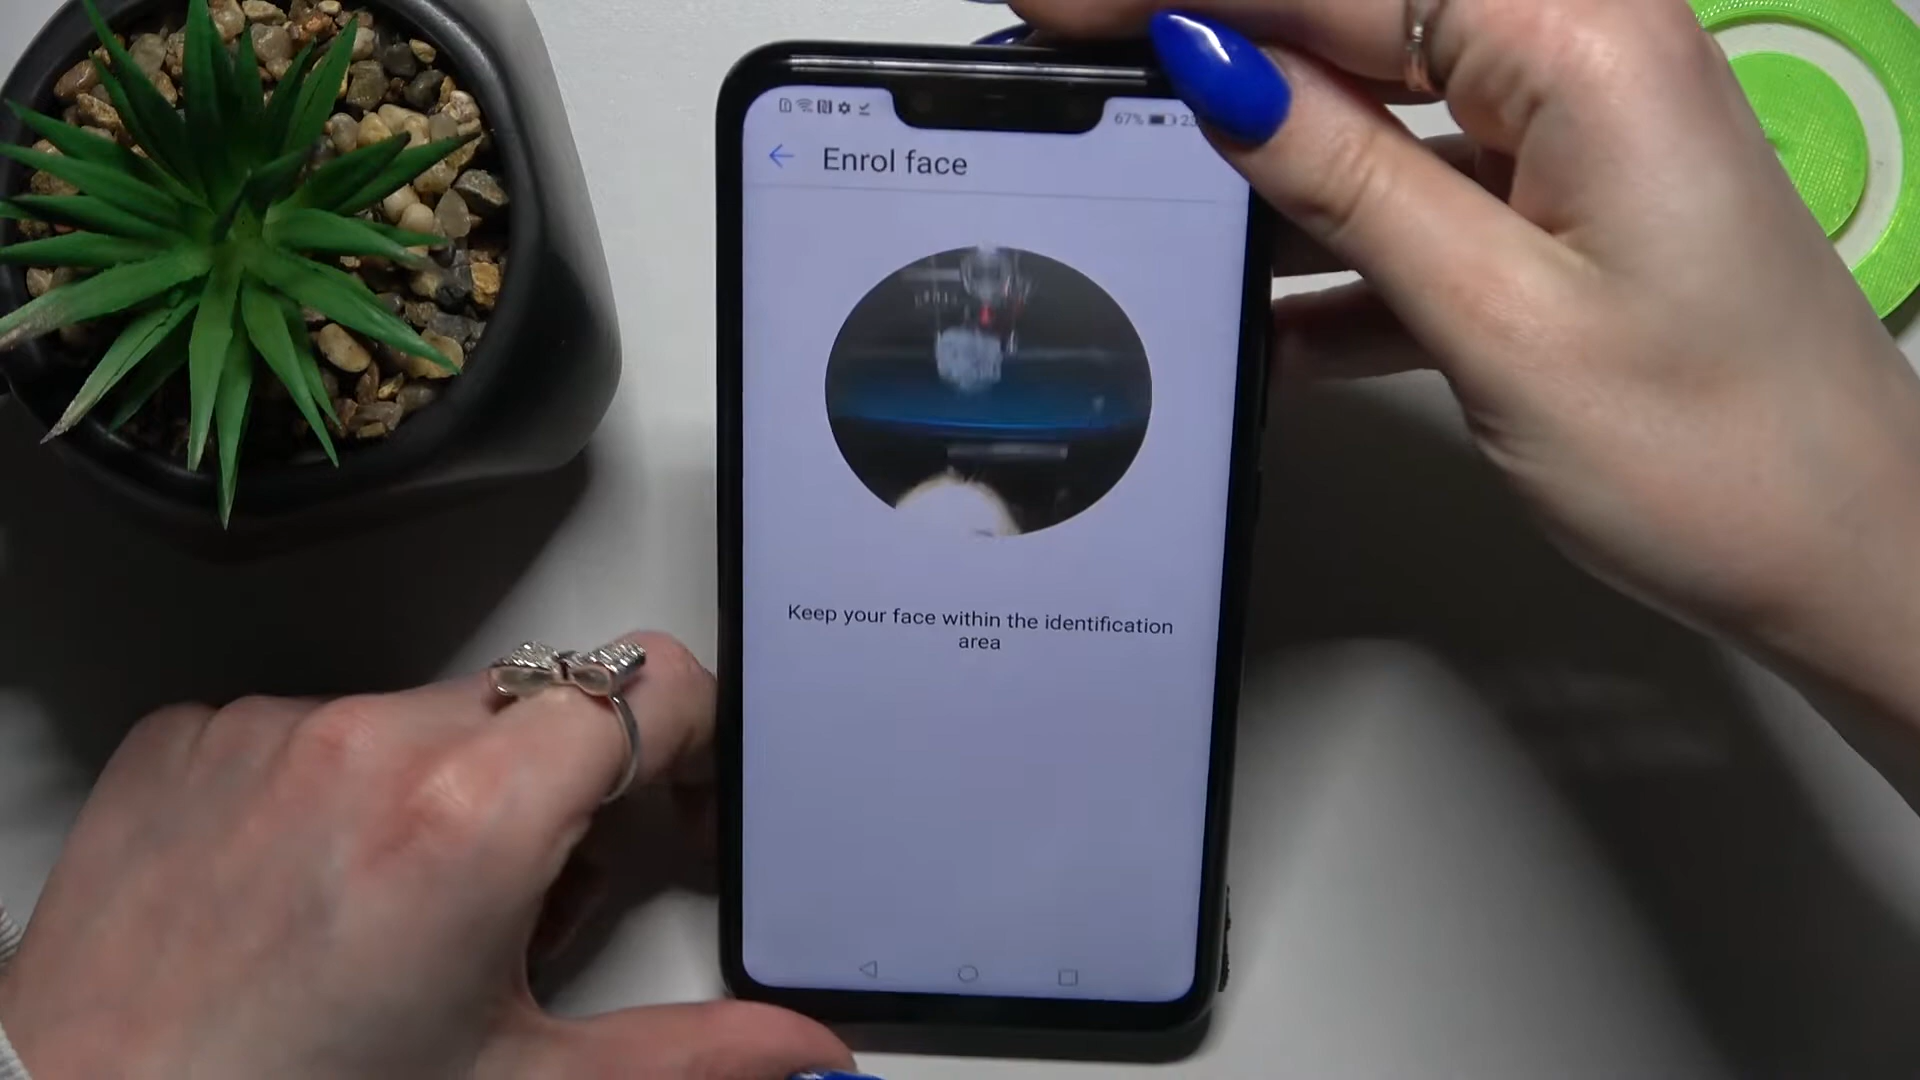 67%
Enrol face
Keep your face within the identification
area